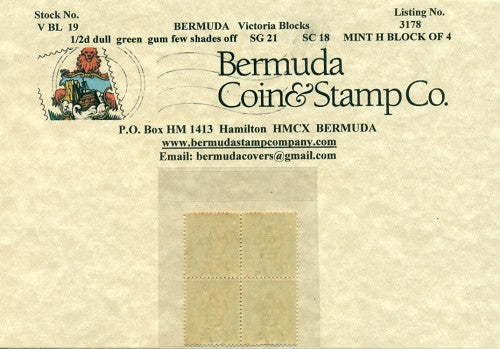 Stock No. Listing No.
V BL 19 BERMUDA Victoria Blocks 3178
1/2d dull green gum few shades off SG 21 SC 18 MINT H BLOCK OF 4
Bermuda
Coin&Stamp Co.
P.O. Box HM 1413 Hamilton HMCX BERMUDA
www.bermudastampcompany.com
Email: bermudacovers@gmail.com